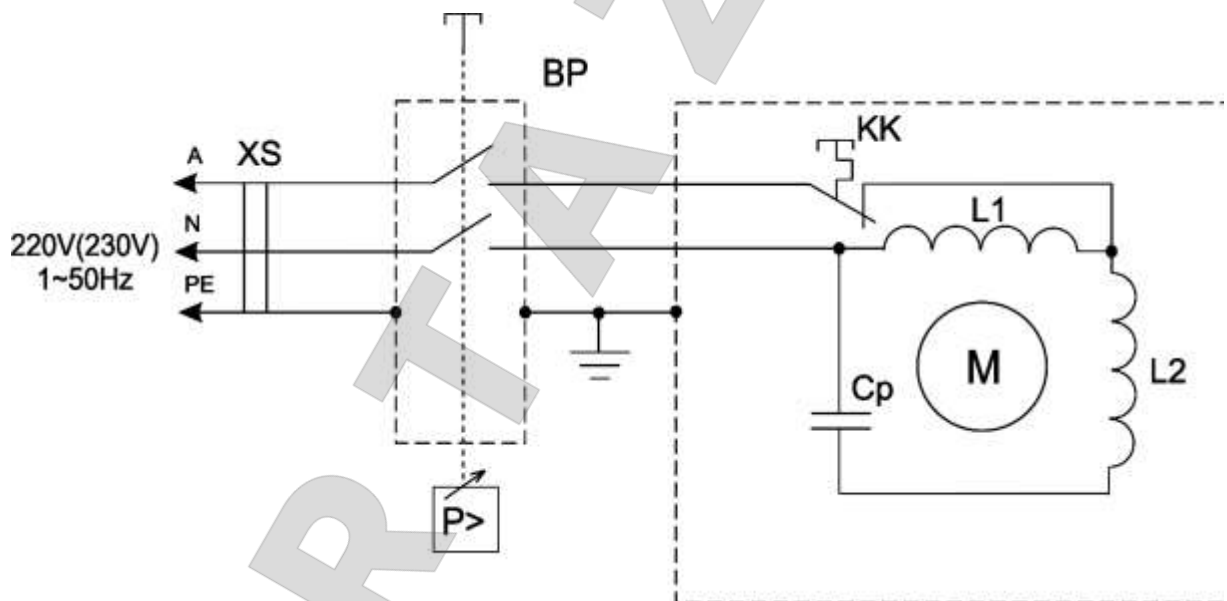 BP
KK
A
XS
L1
N
220V(230V)
1~50Hz
PE
M
L2
Cp
P>
R T A Z